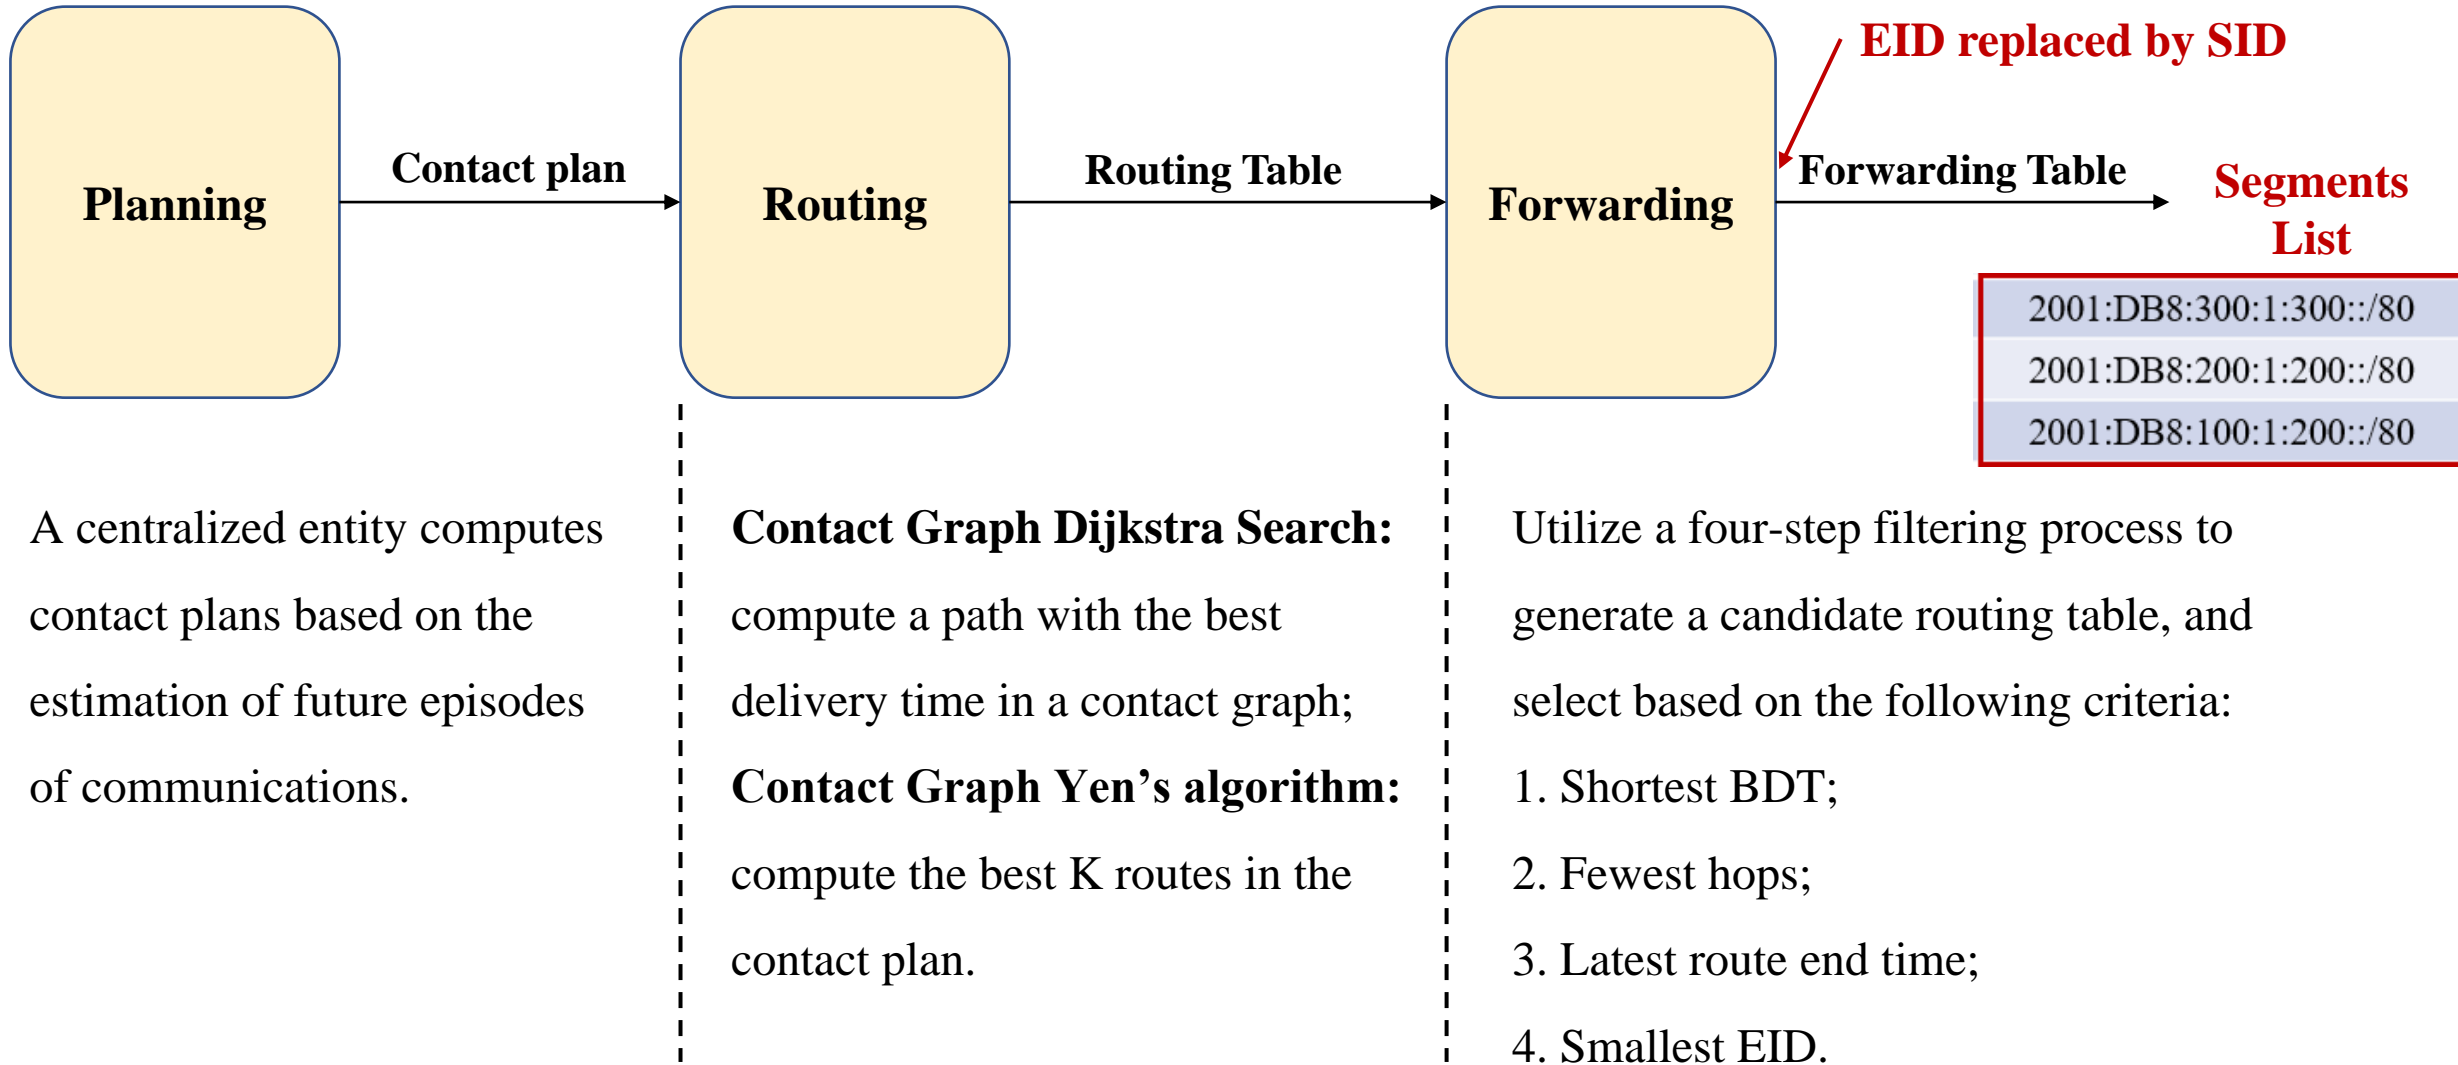 EID replaced by SID
Planning
Contact plan
Routing
Routing Table
Forwarding
Forwarding Table
Segments
List
2001:DB8:300:1:300::/80
2001:DB8:200:1:200::/80
2001:DB8:100:1:200::/80
A centralized entity computes
contact plans based on the
estimation of future episodes
of communications.
Contact Graph Dijkstra Search:
compute a path with the best
delivery time in a contact graph;
Contact Graph Yen’s algorithm:
compute the best K routes in the
contact plan.
Utilize a four-step filtering process to
generate a candidate routing table, and
select based on the following criteria:
1. Shortest BDT;
2. Fewest hops;
3. Latest route end time;
4. Smallest EID.